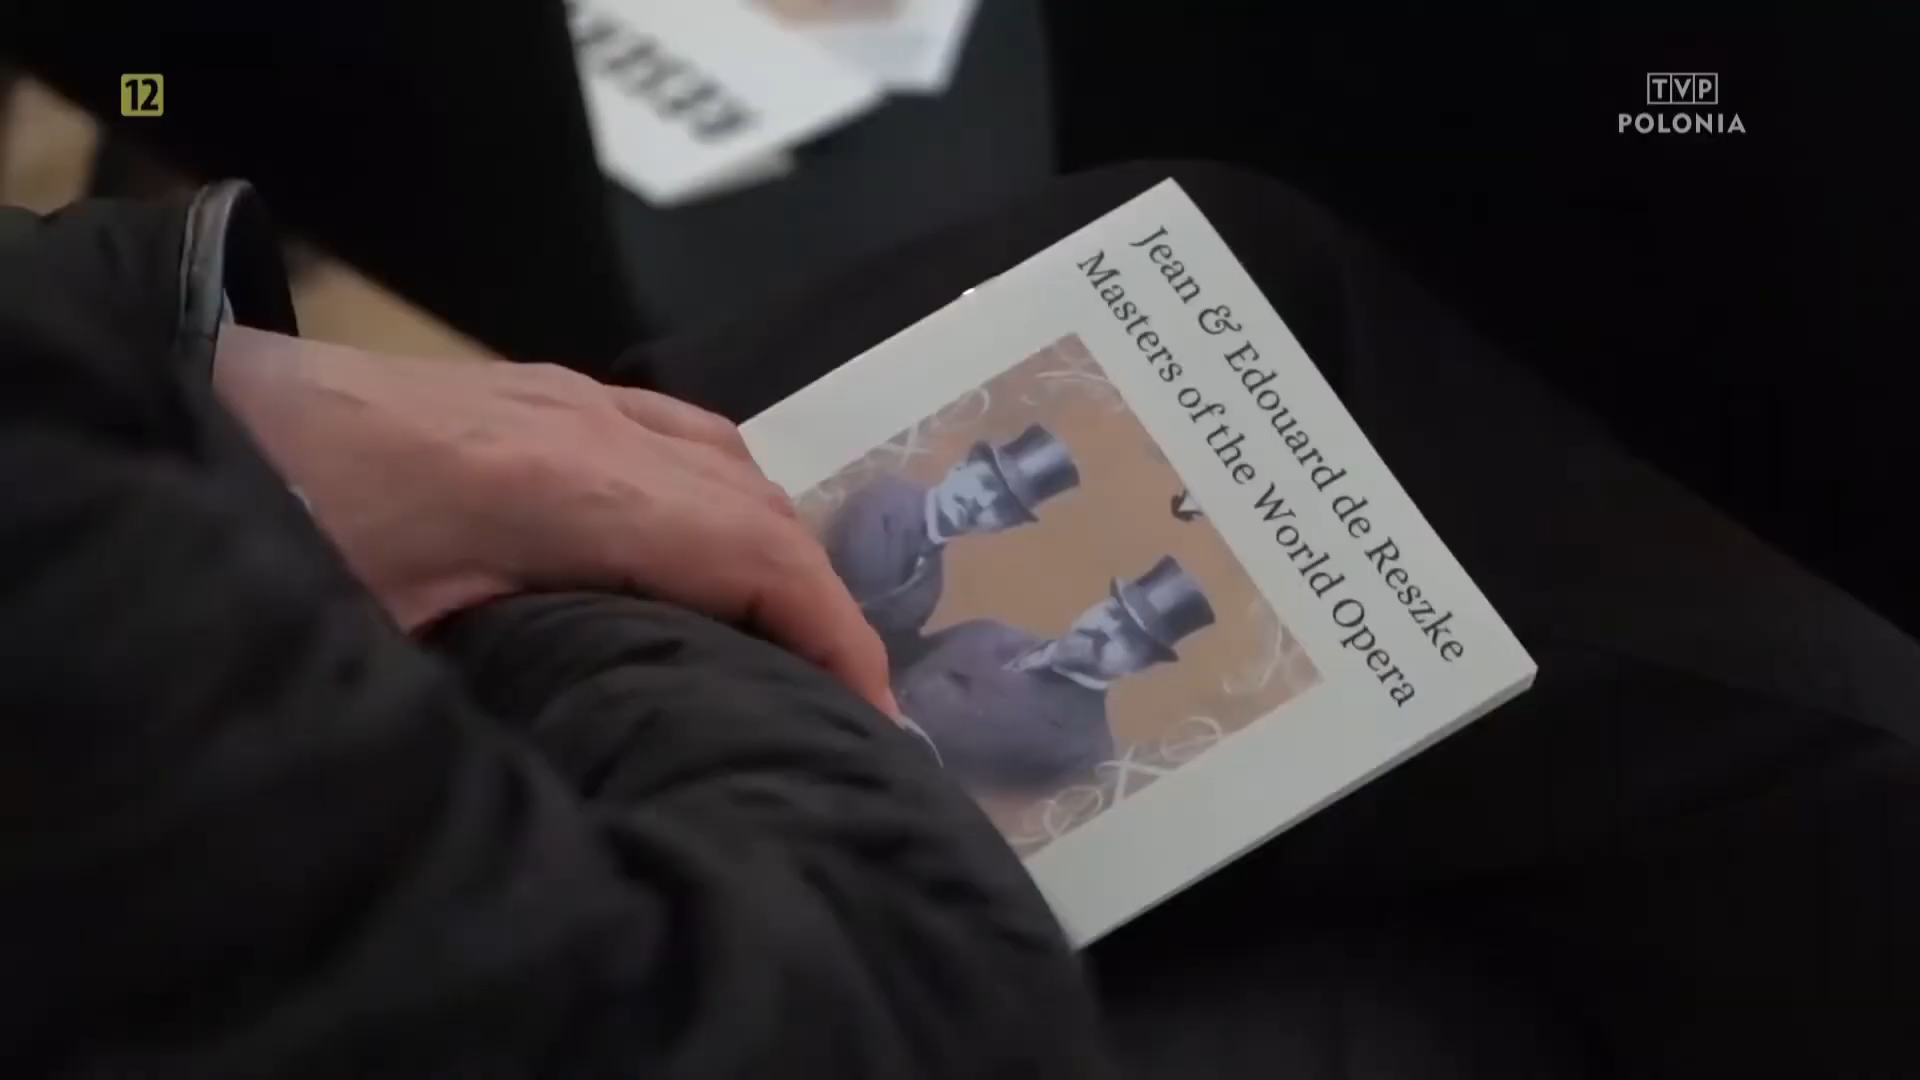 12
TVP
POLONIA
Jean & Edouard de Reszke
Masters of the World Opera